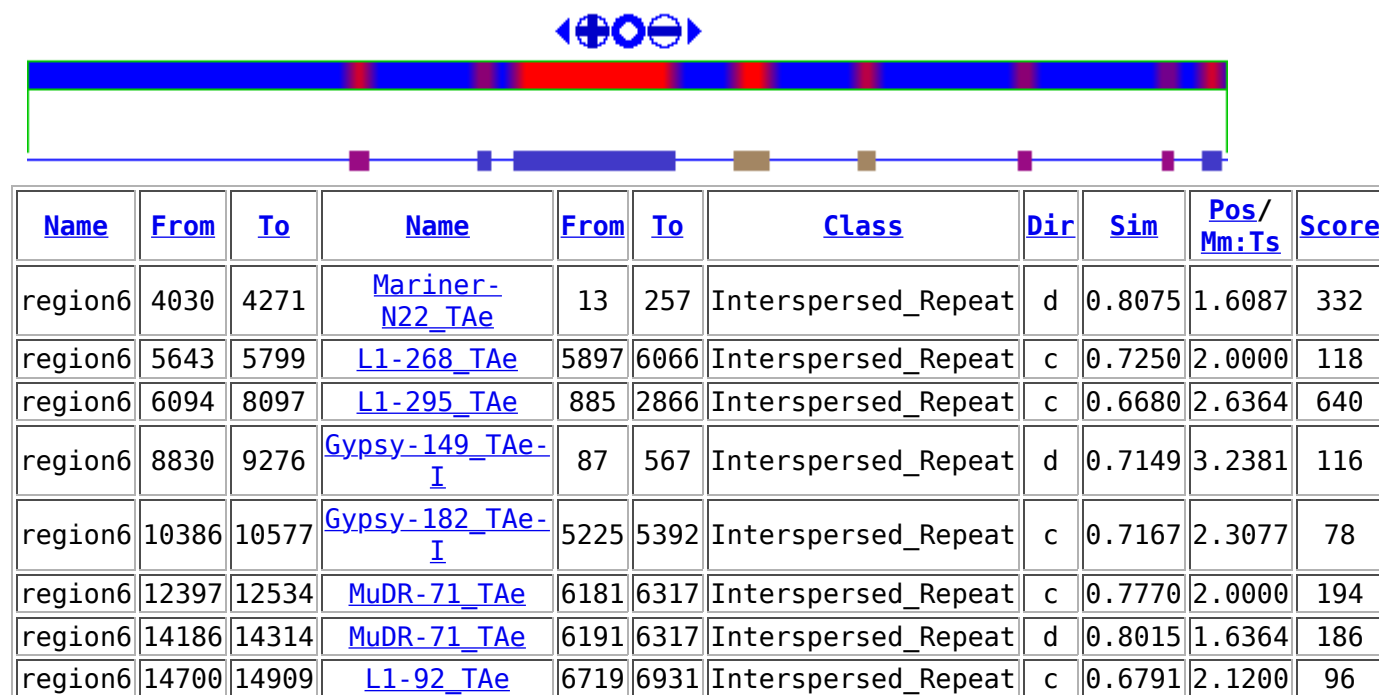 Name From To Name From To Class Dir Sim Pos/ Mm:Ts Score
region6 4030 4271 Mariner- N22_TAe 13 257 Interspersed_Repeat d 0.8075 1.6087 332
region6 5643 5799 L1-268_TAe 5897 6066 Interspersed_Repeat c 0.7250 2.0000 118
region6 6094 8097 L1-295_TAe 885 2866 Interspersed_Repeat c 0.6680 2.6364 640
region6 8830 9276 Gypsy-149_TAe- I 87 567 Interspersed_Repeat d 0.7149 3.2381 116
region6 10386 10577 Gypsy-182_TAe- I 5225 5392 Interspersed_Repeat c 0.7167 2.3077 78
region6 12397 12534 MuDR-71_TAe 6181 6317 Interspersed_Repeat c 0.7770 2.0000 194
region6 14186 14314 MuDR-71_TAe 6191 6317 Interspersed_Repeat d 0.8015 1.6364 186
region6 14700 14909 L1-92_TAe 6719 6931 Interspersed_Repeat c 0.6791 2.1200 96